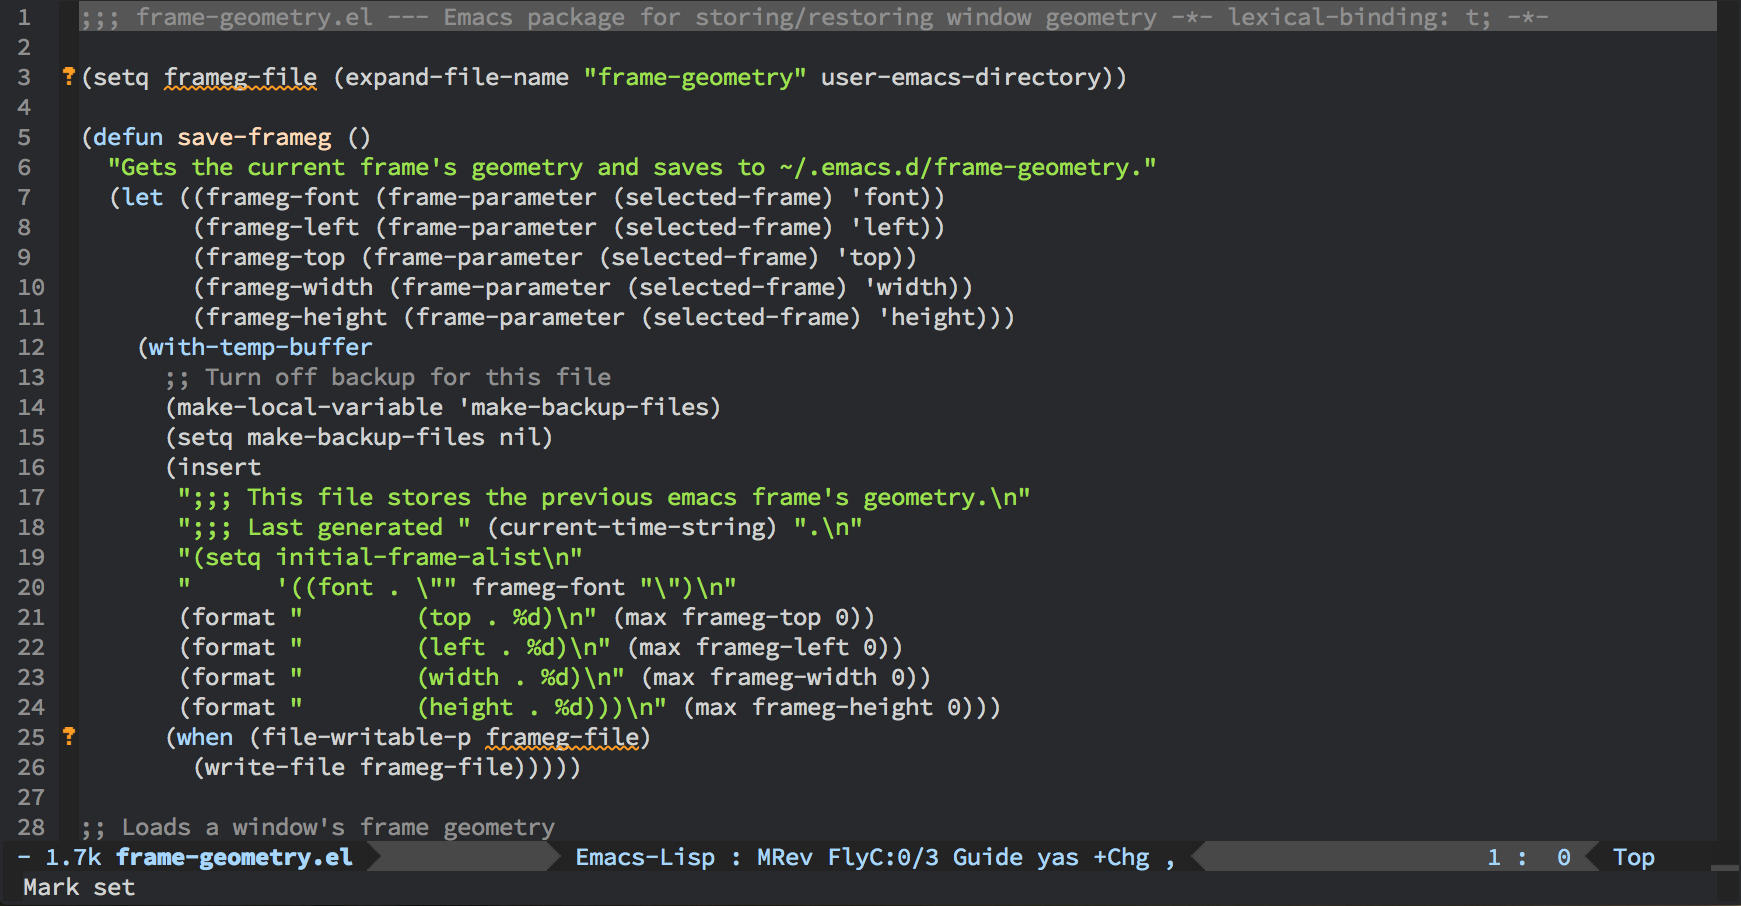 1 ;;; frame-geometry.el --- Emacs package for storing/restoring window geometry -*- lexical-binding: t; -*-
2
3 ?(setq frameg-file (expand-file-name "frame-geometry" user-emacs-directory))
4
5 (defun save-frameg ()
6   "Gets the current frame's geometry and saves to ~/.emacs.d/frame-geometry."
7   (let ((frameg-font (frame-parameter (selected-frame) 'font))
8         (frameg-left (frame-parameter (selected-frame) 'left))
9         (frameg-top (frame-parameter (selected-frame) 'top))
10         (frameg-width (frame-parameter (selected-frame) 'width))
11         (frameg-height (frame-parameter (selected-frame) 'height)))
12     (with-temp-buffer
13       ;; Turn off backup for this file
14       (make-local-variable 'make-backup-files)
15       (setq make-backup-files nil)
16       (insert
17        ";;; This file stores the previous emacs frame's geometry.\n"
18        ";;; Last generated " (current-time-string) ".\n"
19        "(setq initial-frame-alist\n"
20        "      '((font . \"" frameg-font "\")\n"
21        (format "        (top . %d)\n" (max frameg-top 0))
22        (format "        (left . %d)\n" (max frameg-left 0))
23        (format "        (width . %d)\n" (max frameg-width 0))
24        (format "        (height . %d)))\n" (max frameg-height 0)))
25 ?      (when (file-writable-p frameg-file)
26         (write-file frameg-file)))))
27
28 ;; Loads a window's frame geometry
- 1.7k frame-geometry.el Emacs-Lisp : MRev FlyC:0/3 Guide yas +Chg , 1 : 0 Top
Mark set